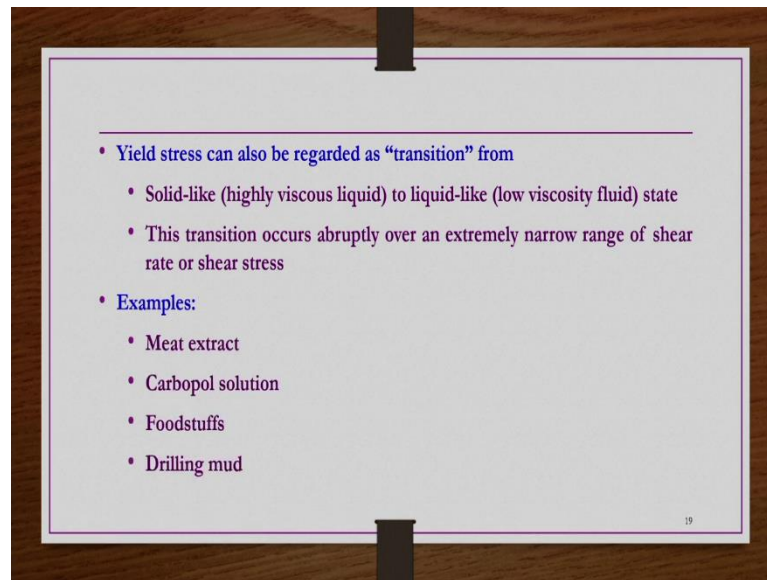 • Yield stress can also be regarded as “transition” from
• Solid-like (highly viscous liquid) to liquid-like (low viscosity fluid) state
• This transition occurs abruptly over an extremely narrow range of shear
rate or shear stress
• Examples:
• Meat extract
• Carbopol solution
• Foodstuffs
• Drilling mud
19